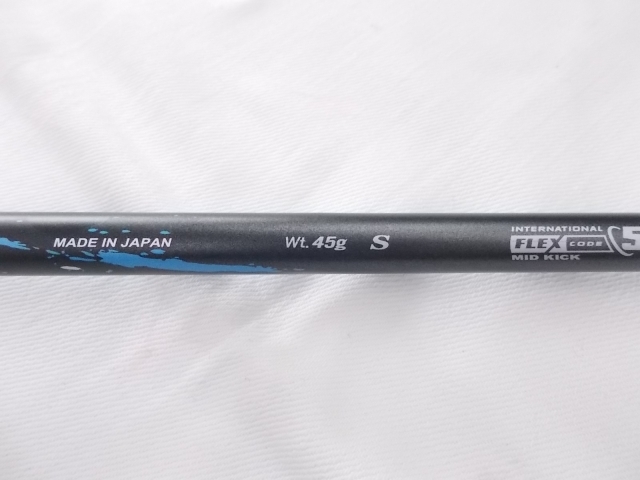 MADE IN JAPAN
Wt. 45g S
INTERNATIONAL
FLEX CODE
MID KICK